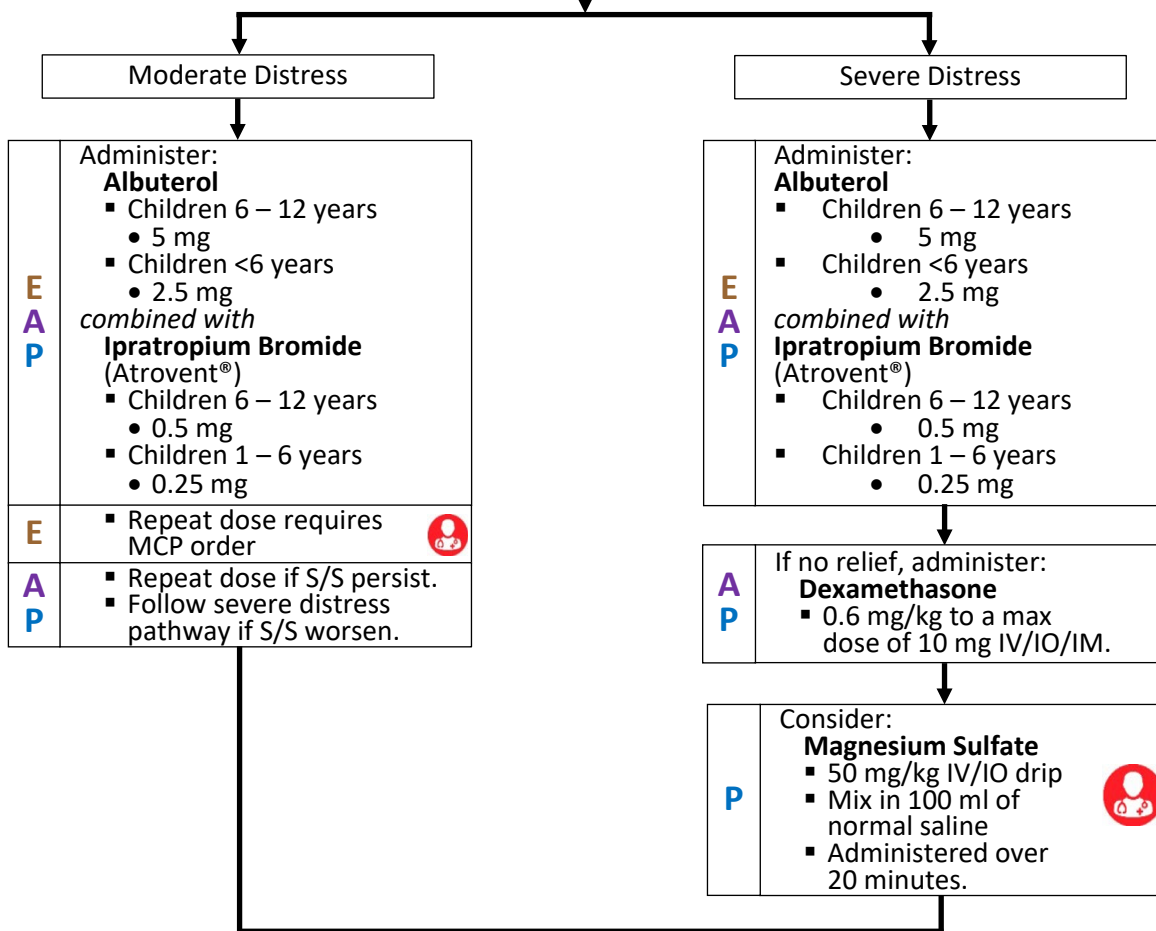 Moderate Distress
E
A
P
Administer:
Albuterol
▪ Children 6 – 12 years
• 5 mg
▪ Children <6 years
• 2.5 mg
combined with
Ipratropium Bromide
(Atrovent®)
▪ Children 6 – 12 years
• 0.5 mg
▪ Children 1 – 6 years
• 0.25 mg
E
▪ Repeat dose requires
MCP order
A
P
▪ Repeat dose if S/S persist.
▪ Follow severe distress
pathway if S/S worsen.
Severe Distress
E
A
P
Administer:
Albuterol
▪ Children 6 – 12 years
• 5 mg
▪ Children <6 years
• 2.5 mg
combined with
Ipratropium Bromide
(Atrovent®)
▪ Children 6 – 12 years
• 0.5 mg
▪ Children 1 – 6 years
• 0.25 mg
A
P
If no relief, administer:
Dexamethasone
▪ 0.6 mg/kg to a max
dose of 10 mg IV/IO/IM.
P
Consider:
Magnesium Sulfate
▪ 50 mg/kg IV/IO drip
▪ Mix in 100 ml of
normal saline
▪ Administered over
20 minutes.